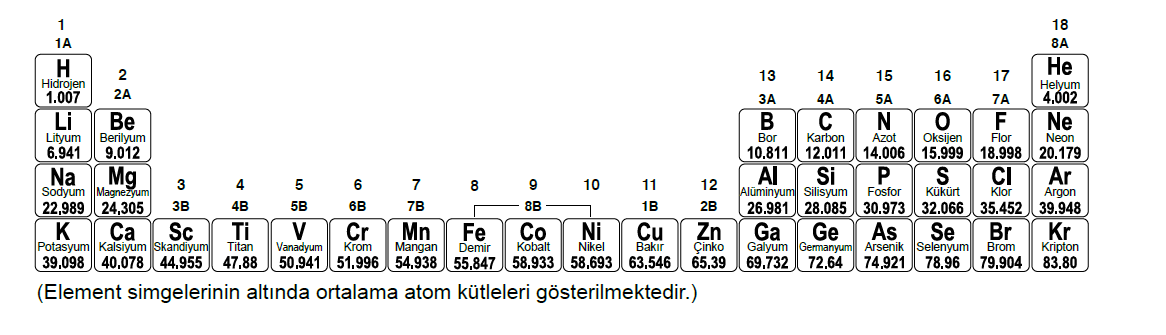 1 18
1A 8A
H He
Hidrojen Helyum
1.007 4,002
2 13 14 15 16 17
2A 3A 4A 5A 6A 7A
Li Be B C N O F Ne
Lityum Berilyum Bor Karbon Azot Oksijen Flor Neon
6.941 9.012 10.811 12.011 14.006 15.999 18.998 20.179
Na Mg Al Si P S Cl Ar
Sodyum Magnezyum Alüminyum Silisyum Fosfor Kükürt Klor Argon
22,989 24,305 26.981 28.085 30.973 32.066 35.452 39.948
3 4 5 6 7 8 9 10 11 12
3B 4B 5B 6B 7B 8B 1B 2B
K Ca Sc Ti V Cr Mn Fe Co Ni Cu Zn Ga Ge As Se Br Kr
Potasyum Kalsiyum Skandiyum Titan Vanadyum Krom Mangan Demir Kobalt Nikel Bakır Çinko Galyum Germanyum Arsenik Selenyum Brom Kripton
39,098 40,078 44,955 47,88 50,941 51,996 54,938 55,847 58,933 58,693 63,546 65,39 69,732 72,64 74,921 78,96 79,904 83,80
(Element simgelerinin altında ortalama atom kütleleri gösterilmektedir.)